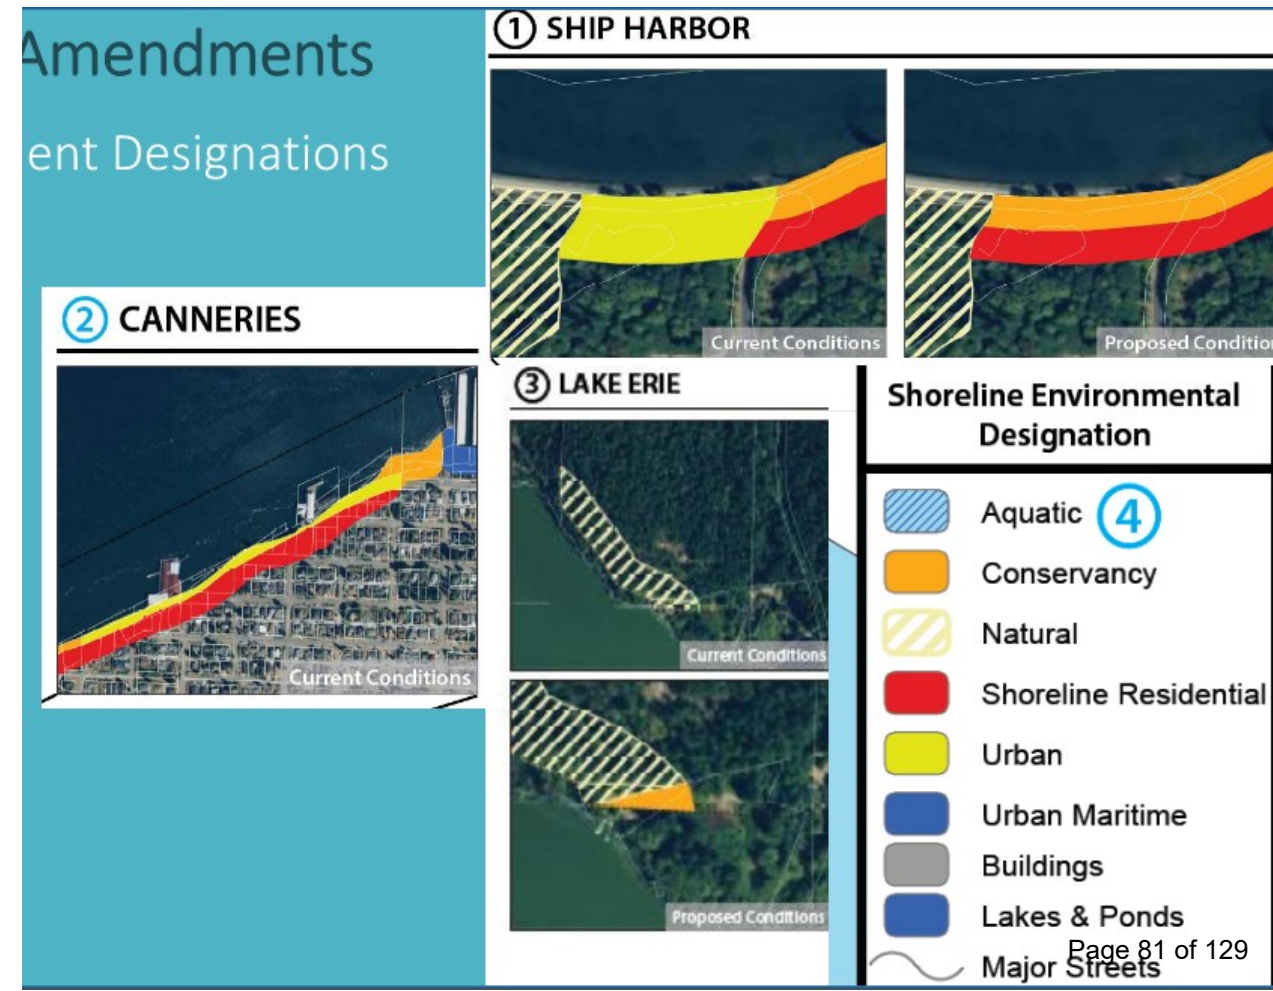 Amendments
ent Designations
1 SHIP HARBOR
Current Conditions
Proposed Conditio
2 CANNERIES
Current Conditions
3 LAKE ERIE
Current Conditions
Proposed Conditions
Shoreline Environmental
Designation
Aquatic 4
Conservancy
Natural
Shoreline Residential
Urban
Urban Maritime
Buildings
Lakes & Ponds
Major Streets
Page 81 of 129